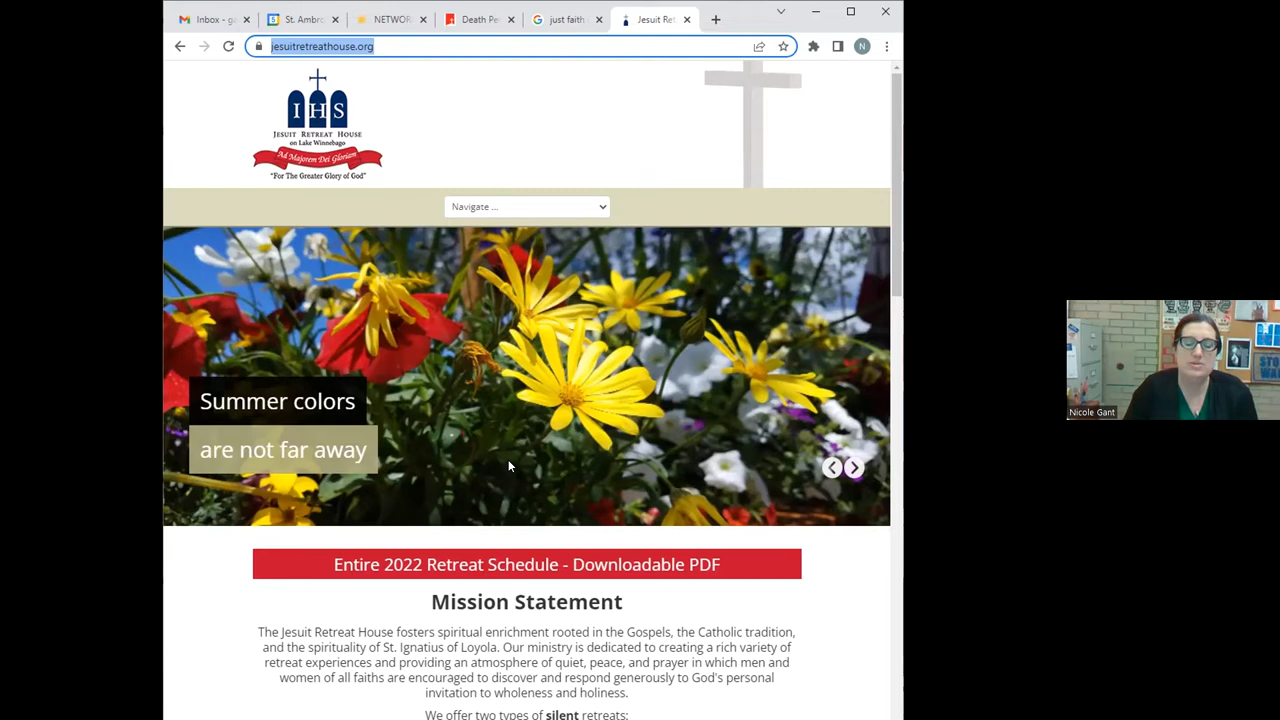 Inbox - g
St. Ambr
NETWOR
Death Pe
just faith
Jesuit Ret
jesuitretreathouse.org
N
IHS
JESUIT RETREAT HOUSE
on Lake Winnebago
Ad Majorem Dei Gloriam
"For The Greater Glory of God"
Navigate ...
Summer colors
are not far away
Entire 2022 Retreat Schedule - Downloadable PDF
Mission Statement
The Jesuit Retreat House fosters spiritual enrichment rooted in the Gospels, the Catholic tradition,
and the spirituality of St. Ignatius of Loyola. Our ministry is dedicated to creating a rich variety of
retreat experiences and providing an atmosphere of quiet, peace, and prayer in which men and
women of all faiths are encouraged to discover and respond generously to God's personal
invitation to wholeness and holiness.
We offer two types of silent retreats:
Nicole Gant